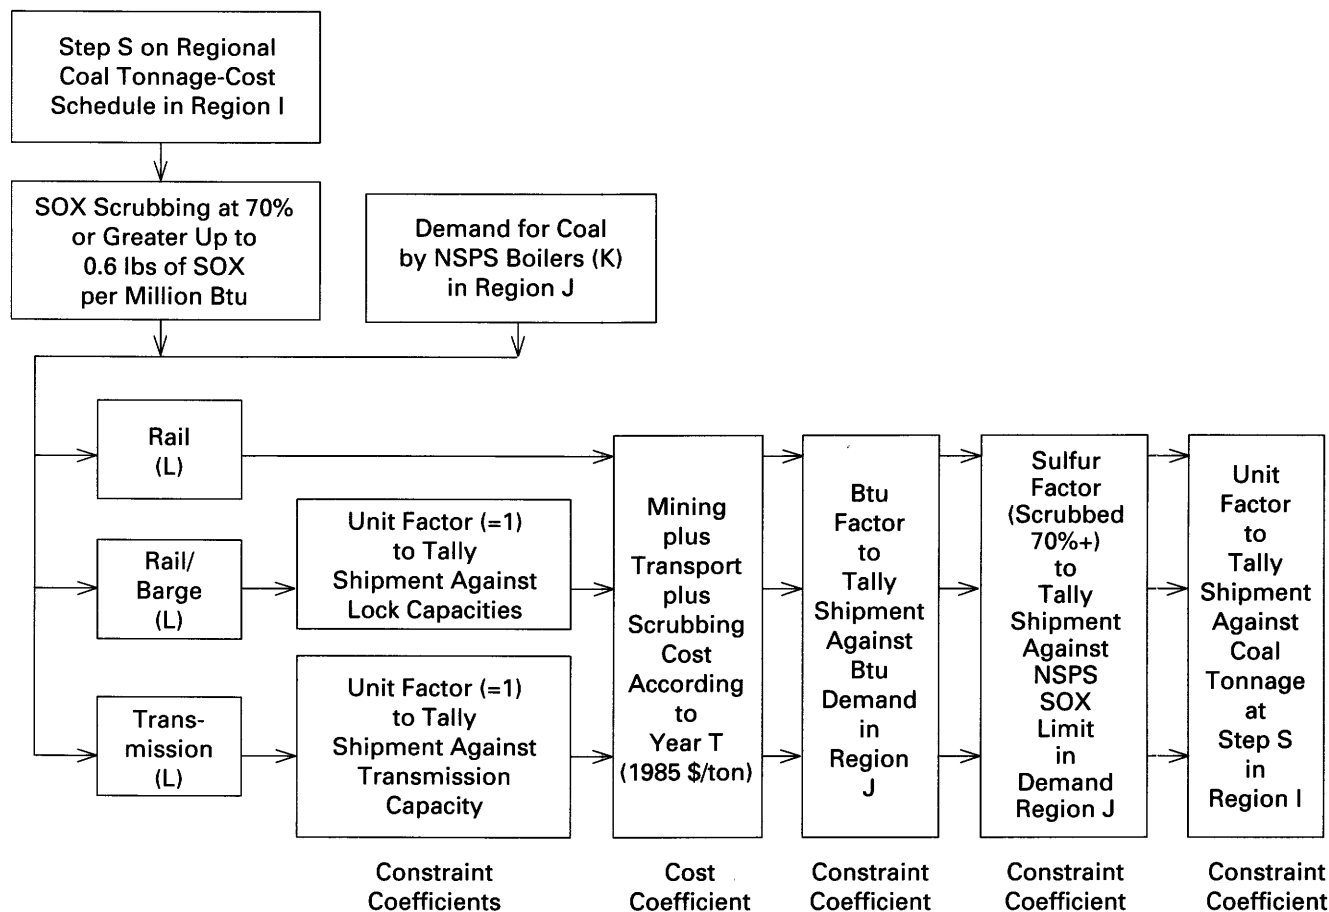 Step S on Regional
Coal Tonnage-Cost
Schedule in Region I
SOX Scrubbing at 70%
or Greater Up to
0.6 lbs of SOX
per Million Btu
Demand for Coal
by NSPS Boilers (K)
in Region J
Rail
(L)
Rail/
Barge
(L)
Trans-
mission
(L)
Unit Factor (=1)
to Tally
Shipment Against
Lock Capacities
Unit Factor (=1)
to Tally
Shipment Against
Transmission
Capacity
Mining
plus
Transport
plus
Scrubbing
Cost
According
to
Year T
(1985 $/ton)
Btu
Factor
to
Tally
Shipment
Against
Btu
Demand
in
Region
J
Sulfur
Factor
(Scrubbed
70%+)
to
Tally
Shipment
Against
NSPS
SOX
Limit
in
Demand
Region J
Unit
Factor
to
Tally
Shipment
Against
Coal
Tonnage
at
Step S
in
Region I
Constraint
Coefficients
Cost
Coefficient
Constraint
Coefficient
Constraint
Coefficient
Constraint
Coefficient